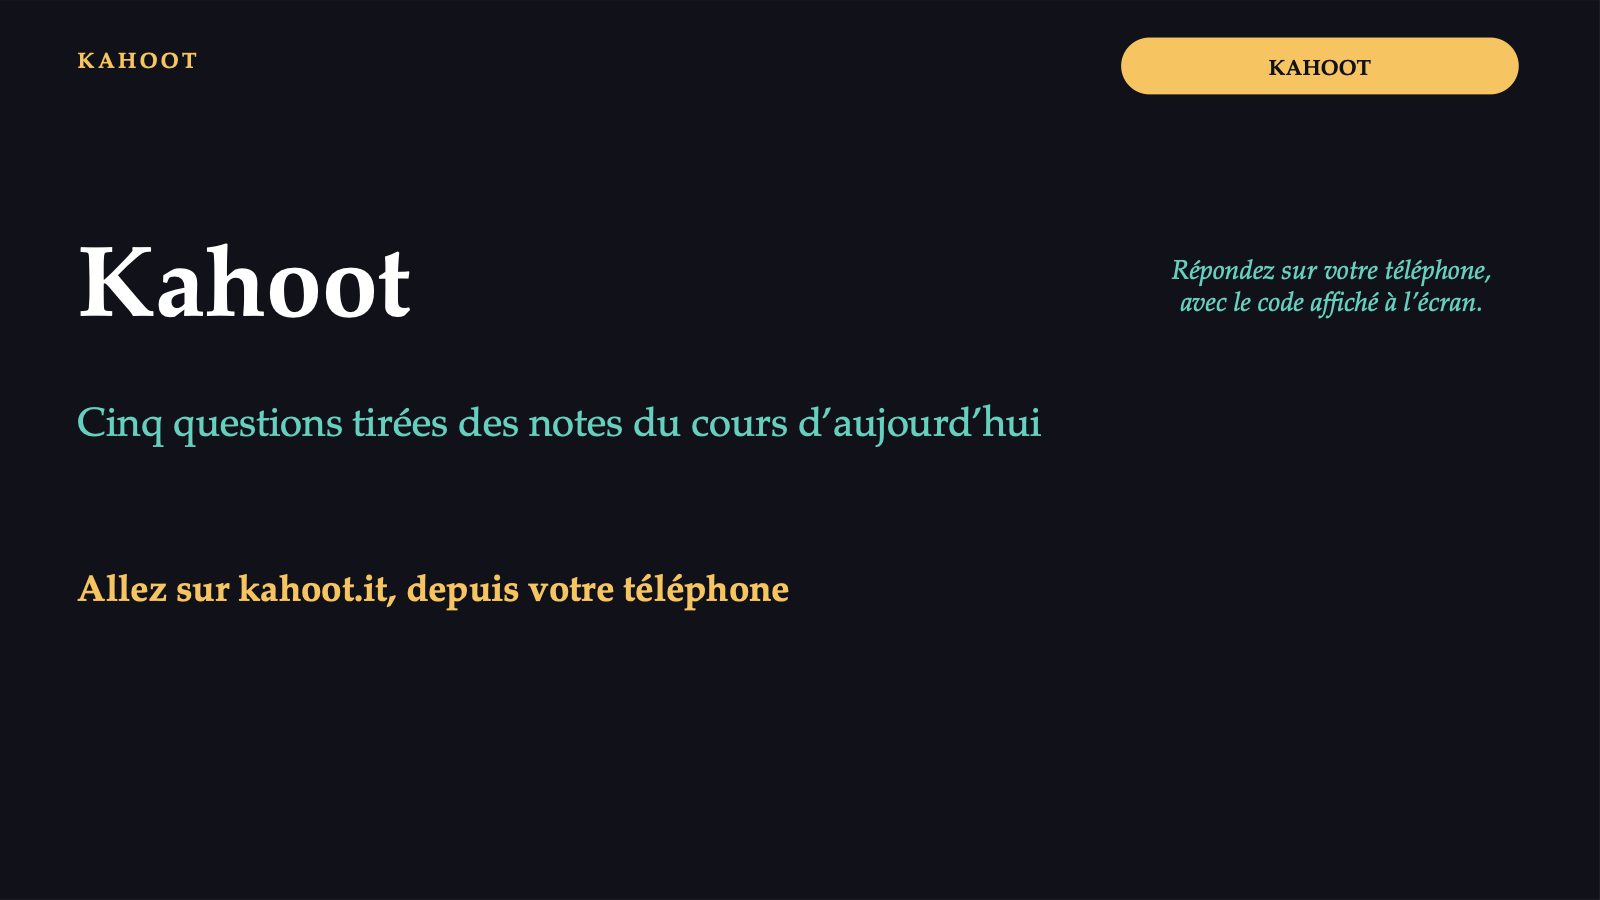 KAHOOT
KAHOOT
Kahoot
Répondez sur votre téléphone,
avec le code affiché à l’écran.
Cinq questions tirées des notes du cours d’aujourd’hui
Allez sur kahoot.it, depuis votre téléphone